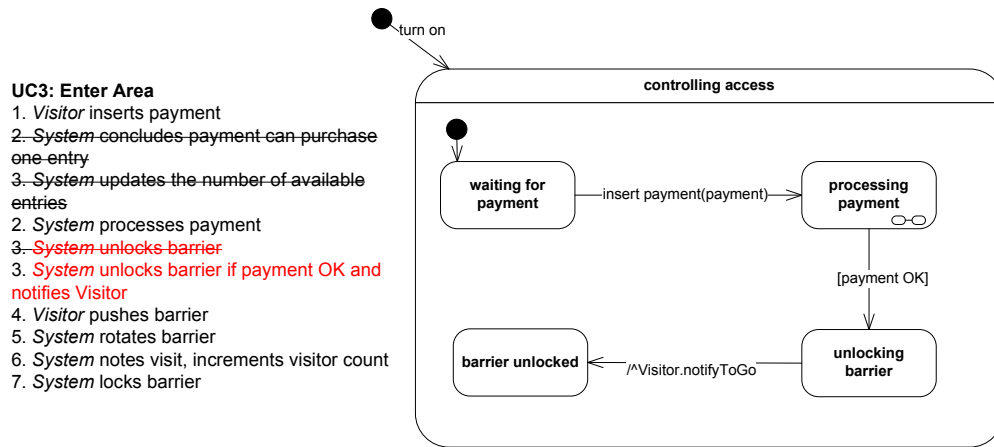 turn on
UC3: Enter Area
1. Visitor inserts payment
2. System concludes payment can purchase
one entry
3. System updates the number of available
entries
2. System processes payment
3. System unlocks barrier
3. System unlocks barrier if payment OK and
notifies Visitor
4. Visitor pushes barrier
5. System rotates barrier
6. System notes visit, increments visitor count
7. System locks barrier
controlling access
waiting for
payment
insert payment(payment)
processing
payment
[payment OK]
barrier unlocked
/^Visitor.notifyToGo
unlocking
barrier